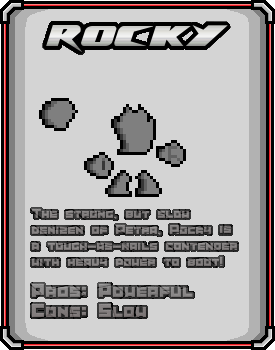 ROCKY
The strong, but slow
denizen of Petra, Rocky is
a tough-as-nails contender
with heavy power to boot!
Pros: Powerful
Cons: Slow